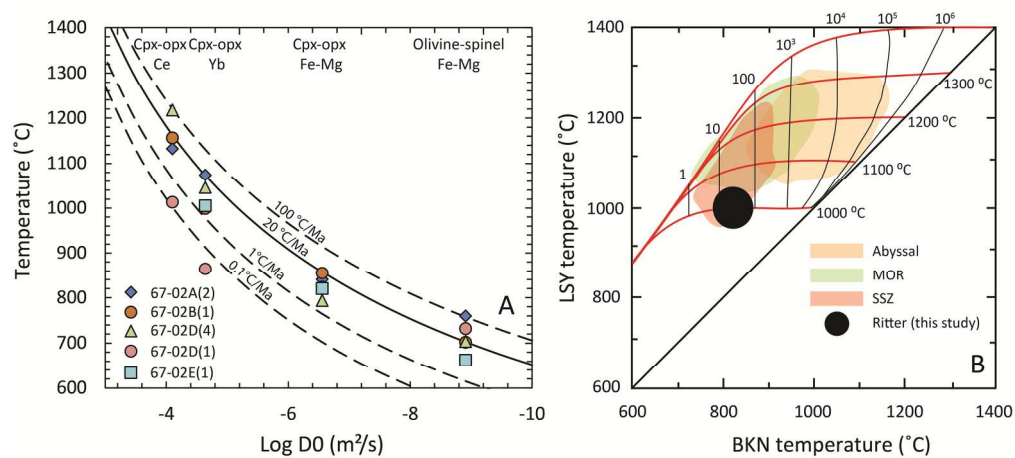 1400
1300
1200
1100
1000
900
800
700
600
Temperature (°C)
Cpx-opx
Ce
Cpx-opx
Yb
Cpx-opx
Fe-Mg
Olivine-spinel
Fe-Mg
100 °C/Ma
20 °C/Ma
1°C/Ma
0.1°C/Ma
67-02A(2)
67-02B(1)
67-02D(4)
67-02D(1)
67-02E(1)
A
-4
-6
-8
-10
Log D0 (m²/s)
1400
1200
1000
800
600
LSY temperature (˚C)
1
10
100
10³
10⁴
10⁵
10⁶
1300 ⁰C
1200 ⁰C
1100 ⁰C
1000 ⁰C
Abyssal
MOR
SSZ
Ritter (this study)
B
600
800
1000
1200
1400
BKN temperature (˚C)